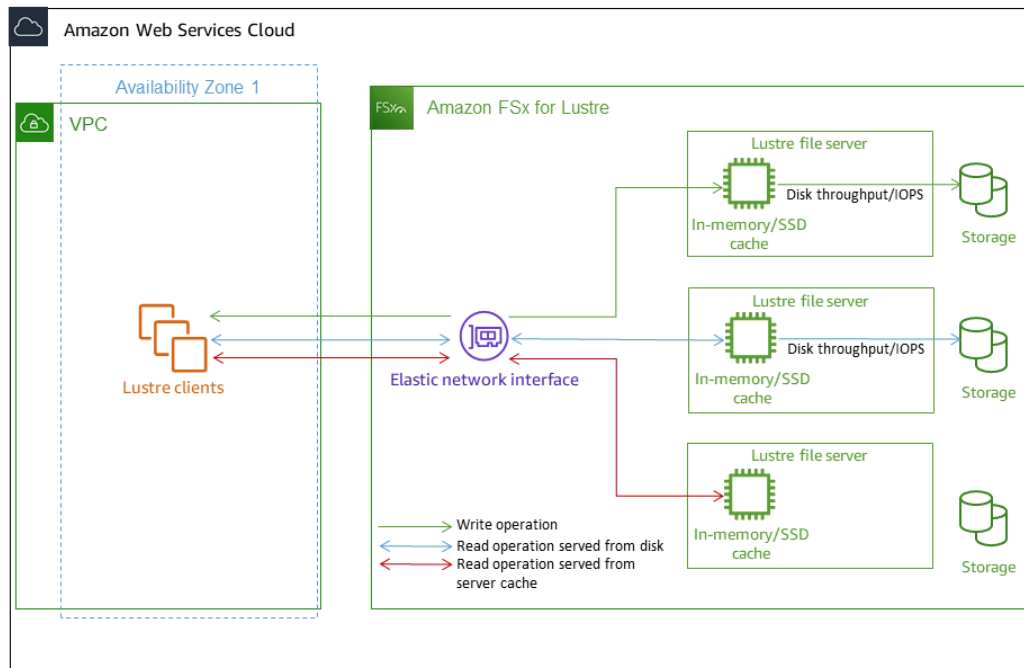 Amazon Web Services Cloud
Availability Zone 1
VPC
FSx
Amazon FSx for Lustre
Lustre file server
Disk throughput/IOPS
In-memory/SSD
cache
Storage
Lustre file server
Disk throughput/IOPS
In-memory/SSD
cache
Storage
Lustre clients
Elastic network interface
Lustre file server
In-memory/SSD
cache
Storage
Write operation
Read operation served from disk
Read operation served from
server cache